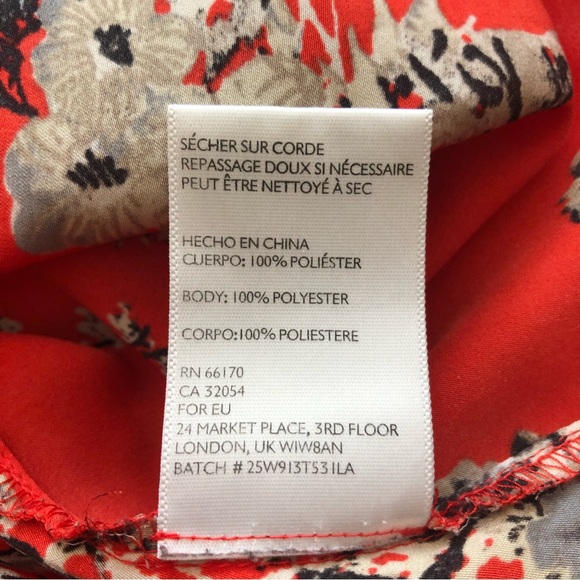 SÉCHER SUR CORDE
REPASSAGE DOUX SI NÉCESSAIRE
PEUT ÊTRE NETTOYÉ À SEC
HECHO EN CHINA
CUERPO: 100% POLIÉSTER
BODY: 100% POLYESTER
CORPO:100% POLIESTERE
RN 66170
CA 32054
FOR EU
24 MARKET PLACE, 3RD FLOOR
LONDON, UK W1W8AN
BATCH # 25W913T531LA